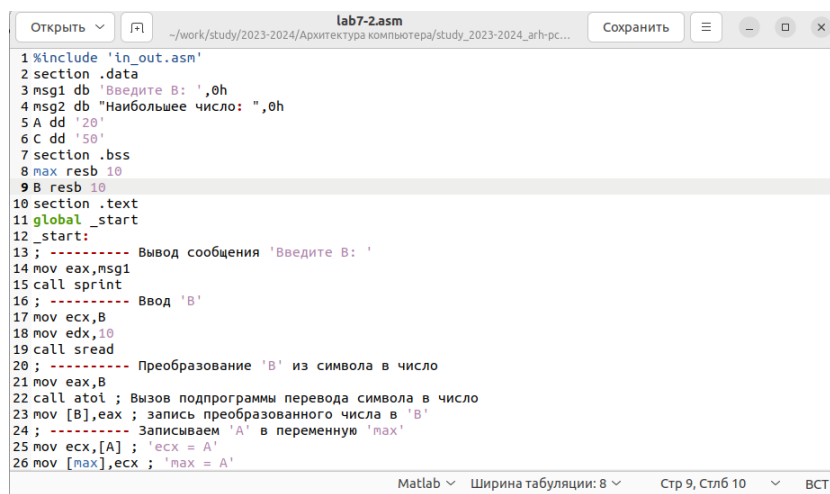 Открыть
lab7-2.asm
~/work/study/2023-2024/Архитектура компьютера/study_2023-2024_arh-pc...
Сохранить
1 %include 'in_out.asm'
2 section .data
3 msg1 db 'Введите B: ',0h
4 msg2 db "Наибольшее число: ",0h
5 A dd '20'
6 C dd '50'
7 section .bss
8 max resb 10
9 B resb 10
10 section .text
11 global _start
12 _start:
13 ; ---------- Вывод сообщения 'Введите B: '
14 mov eax,msg1
15 call sprint
16 ; ---------- Ввод 'B'
17 mov ecx,B
18 mov edx,10
19 call sread
20 ; ---------- Преобразование 'B' из символа в число
21 mov eax,B
22 call atoi ; Вызов подпрограммы перевода символа в число
23 mov [B],eax ; запись преобразованного числа в 'B'
24 ; ---------- Записываем 'A' в переменную 'max'
25 mov ecx,[A] ; 'ecx = A'
26 mov [max],ecx ; 'max = A'
Matlab Ширина табуляции: 8 Стр 9, Стлб 10 ВСТ